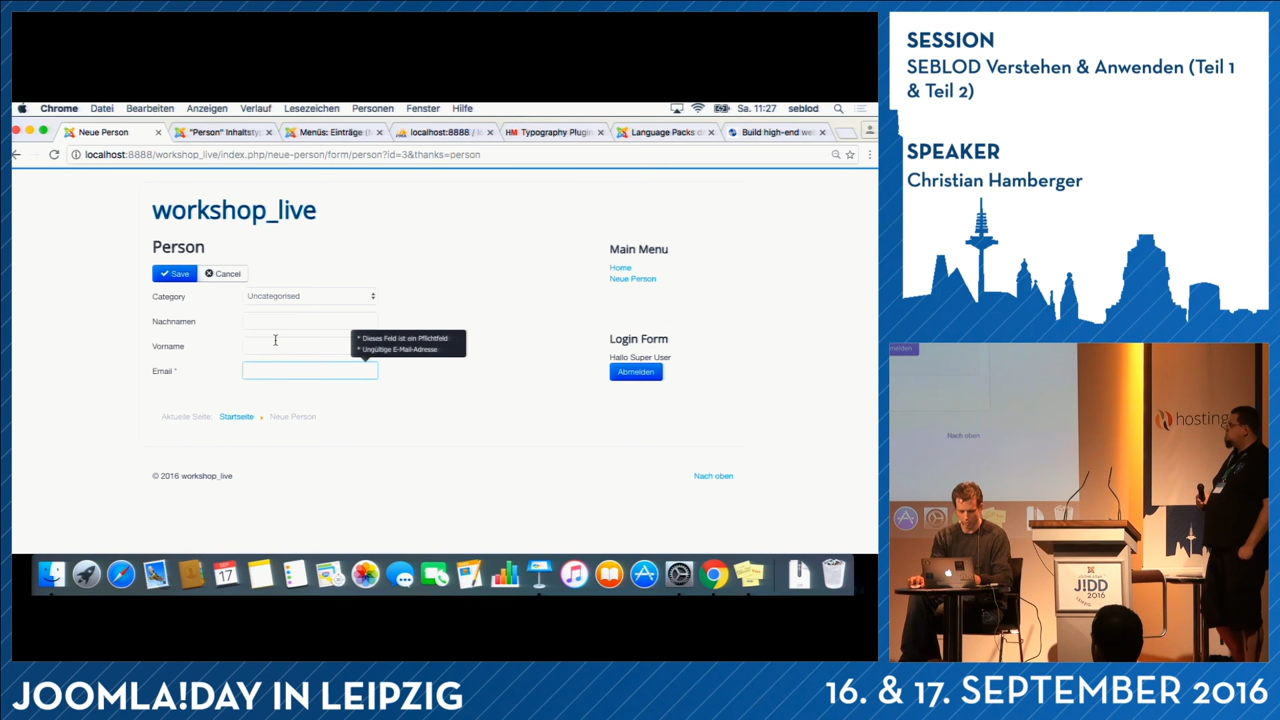 SESSION
SEBLOD Verstehen & Anwenden (Teil 1
& Teil 2)
SPEAKER
Christian Hamberger
Chrome Datei Bearbeiten Anzeigen Verlauf Lesezeichen Personen Fenster Hilfe Sa. 11:27 seblod
Neue Person
"Person" Inhaltsty
Menüs: Einträge (
localhost:8888 /
Typography Plugin
Language Packs
Build high-end we
localhost:8888/workshop_live/index.php/neue-person/form/person?id=3&thanks=person
workshop_live
Person
Save Cancel
Category Uncategorised
Nachnamen
Vorname
* Dieses Feld ist ein Pflichtfeld
* Ungültige E-Mail-Adresse
Email *
Aktuelle Seite: Startseite Neue Person
© 2016 workshop_live
Nach oben
Main Menu
Home
Neue Person
Login Form
Hallo Super User
Abmelden
17
melden
Nach oben
hosting
J!DD
2016
LEIPZIG
JOOMLA!DAY IN LEIPZIG
16. & 17. SEPTEMBER 2016